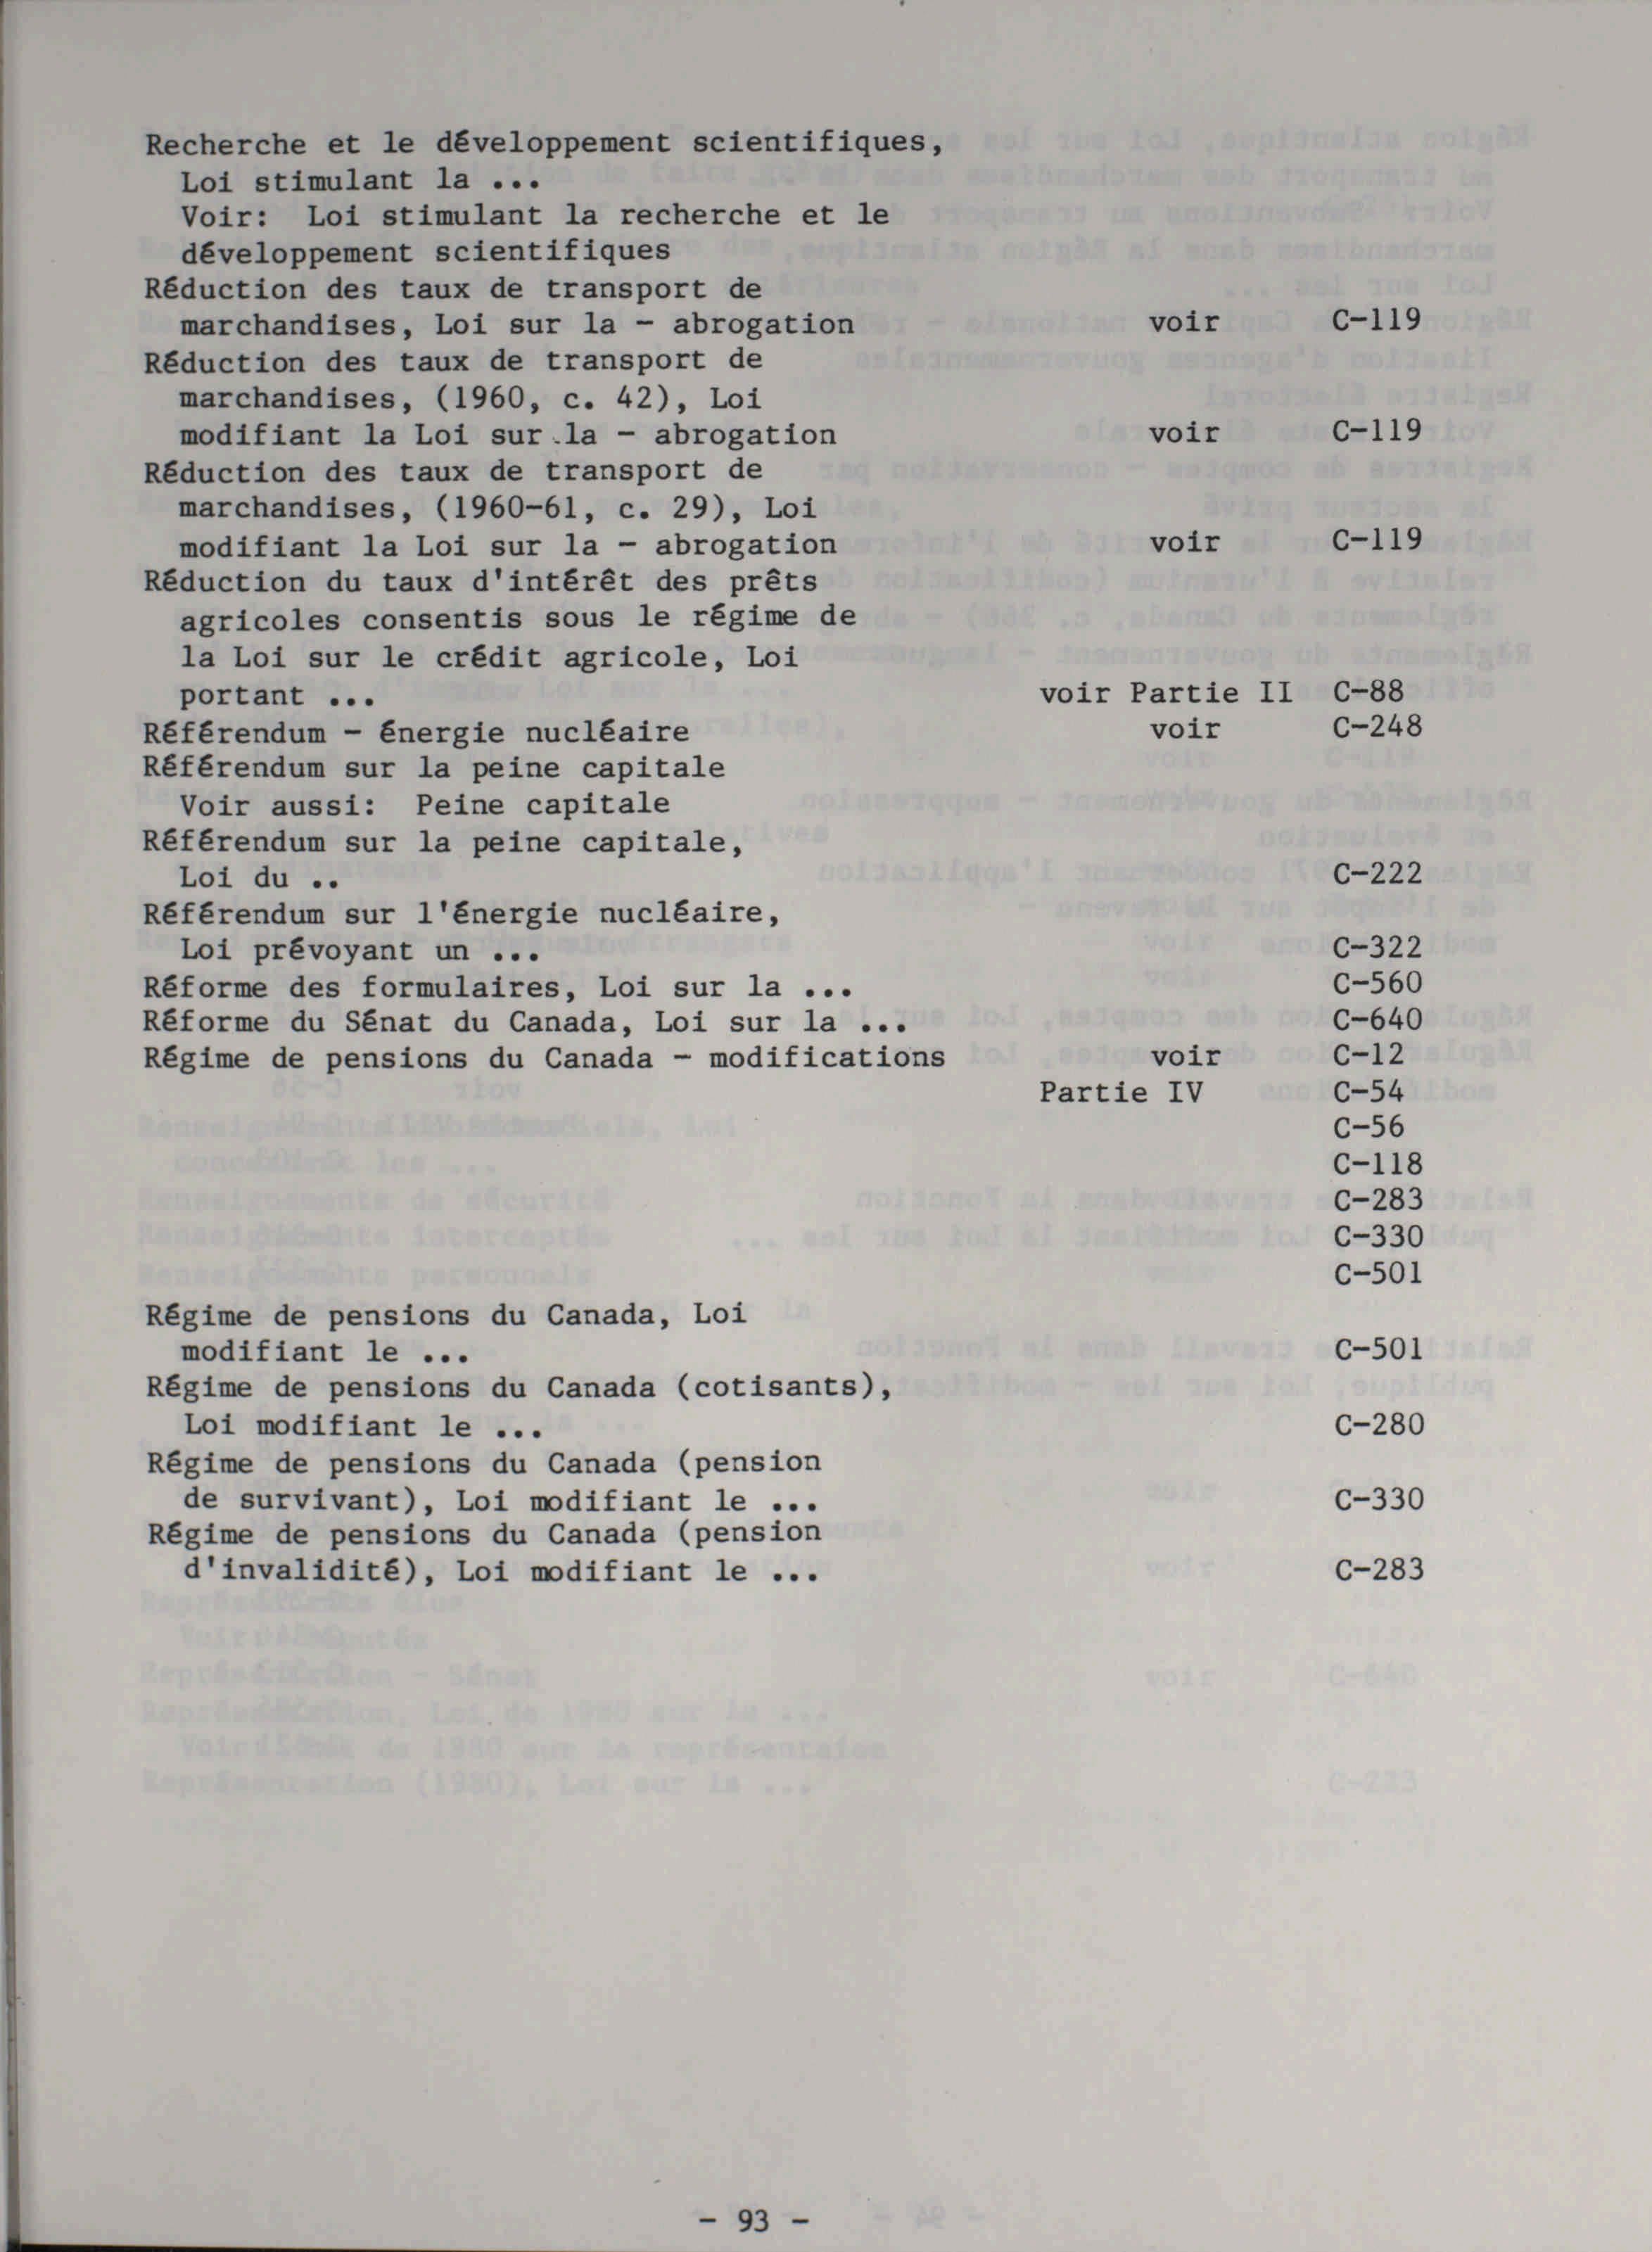 Recherche et le développement scientifiques,
Loi stimulant la ...
Voir: Loi stimulant la recherche et le
développement scientifiques
Réduction des taux de transport de
marchandises, Loi sur la - abrogation voir C-119
Réduction des taux de transport de
marchandises, (1960, c. 42), Loi
modifiant la Loi sur la - abrogation voir C-119
Réduction des taux de transport de
marchandises, (1960-61, c. 29), Loi
modifiant la Loi sur la - abrogation voir C-119
Réduction du taux d'intérêt des prêts
agricoles consentis sous le régime de
la Loi sur le crédit agricole, Loi
portant ... voir Partie II C-88
Référendum - énergie nucléaire voir C-248
Référendum sur la peine capitale
Voir aussi: Peine capitale
Référendum sur la peine capitale,
Loi du .. C-222
Référendum sur l'énergie nucléaire,
Loi prévoyant un ... C-322
Réforme des formulaires, Loi sur la ... C-560
Réforme du Sénat du Canada, Loi sur la ... C-640
Régime de pensions du Canada - modifications voir C-12
Partie IV C-54
C-56
C-118
C-283
C-330
C-501
Régime de pensions du Canada, Loi
modifiant le ... C-501
Régime de pensions du Canada (cotisants),
Loi modifiant le ... C-280
Régime de pensions du Canada (pension
de survivant), Loi modifiant le ... C-330
Régime de pensions du Canada (pension
d'invalidité), Loi modifiant le ... C-283
- 93 -